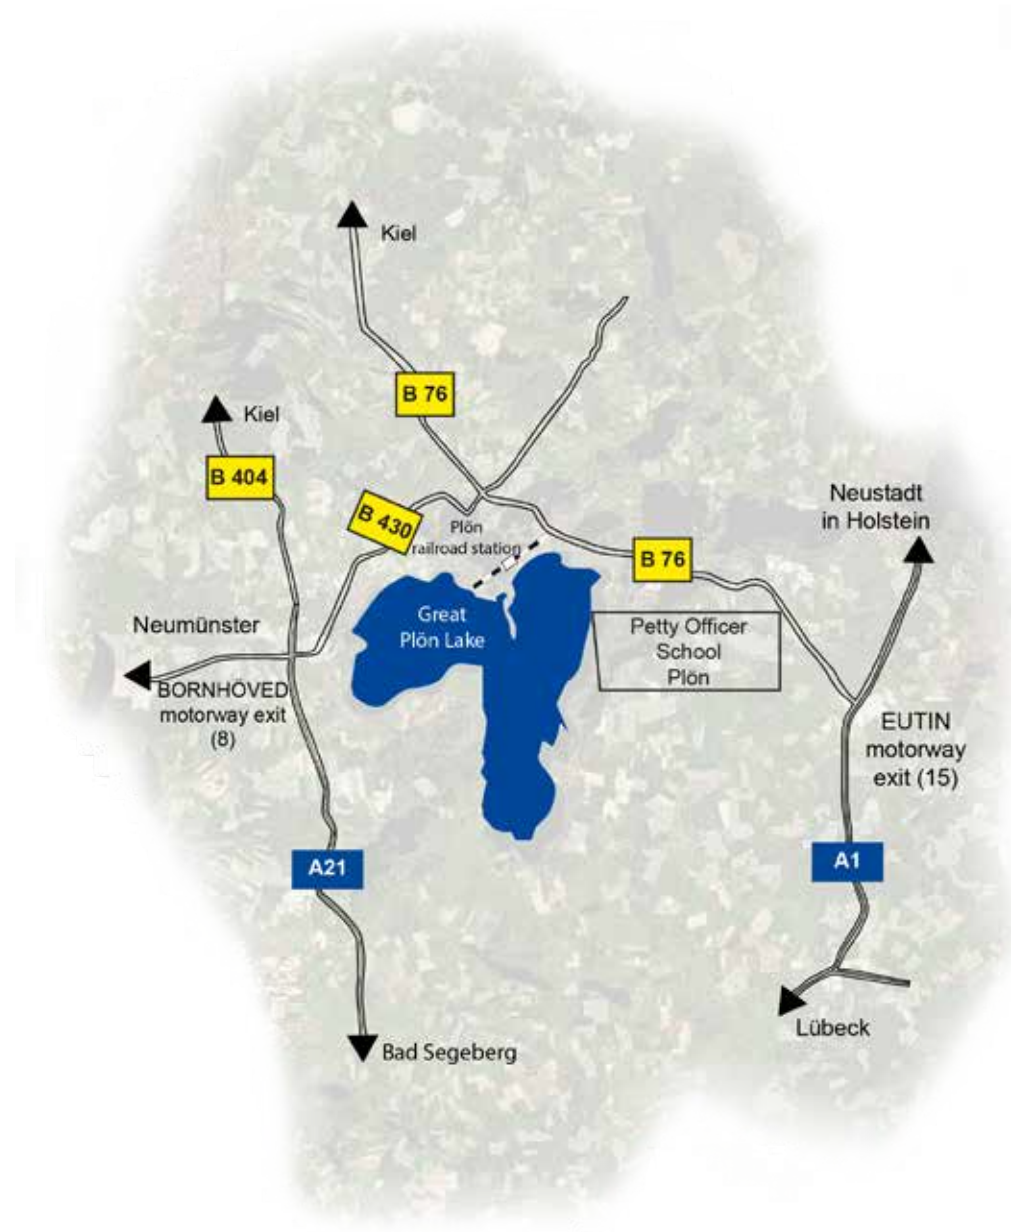 Kiel
B 76
Kiel
B 404
B 430
Plön
railroad station
Neustadt
in Holstein
B 76
Great
Plön Lake
Petty Officer
School
Plön
Neumünster
BORNHÖVED
motorway exit
(8)
EUTIN
motorway
exit (15)
A21
A1
Lübeck
Bad Segeberg